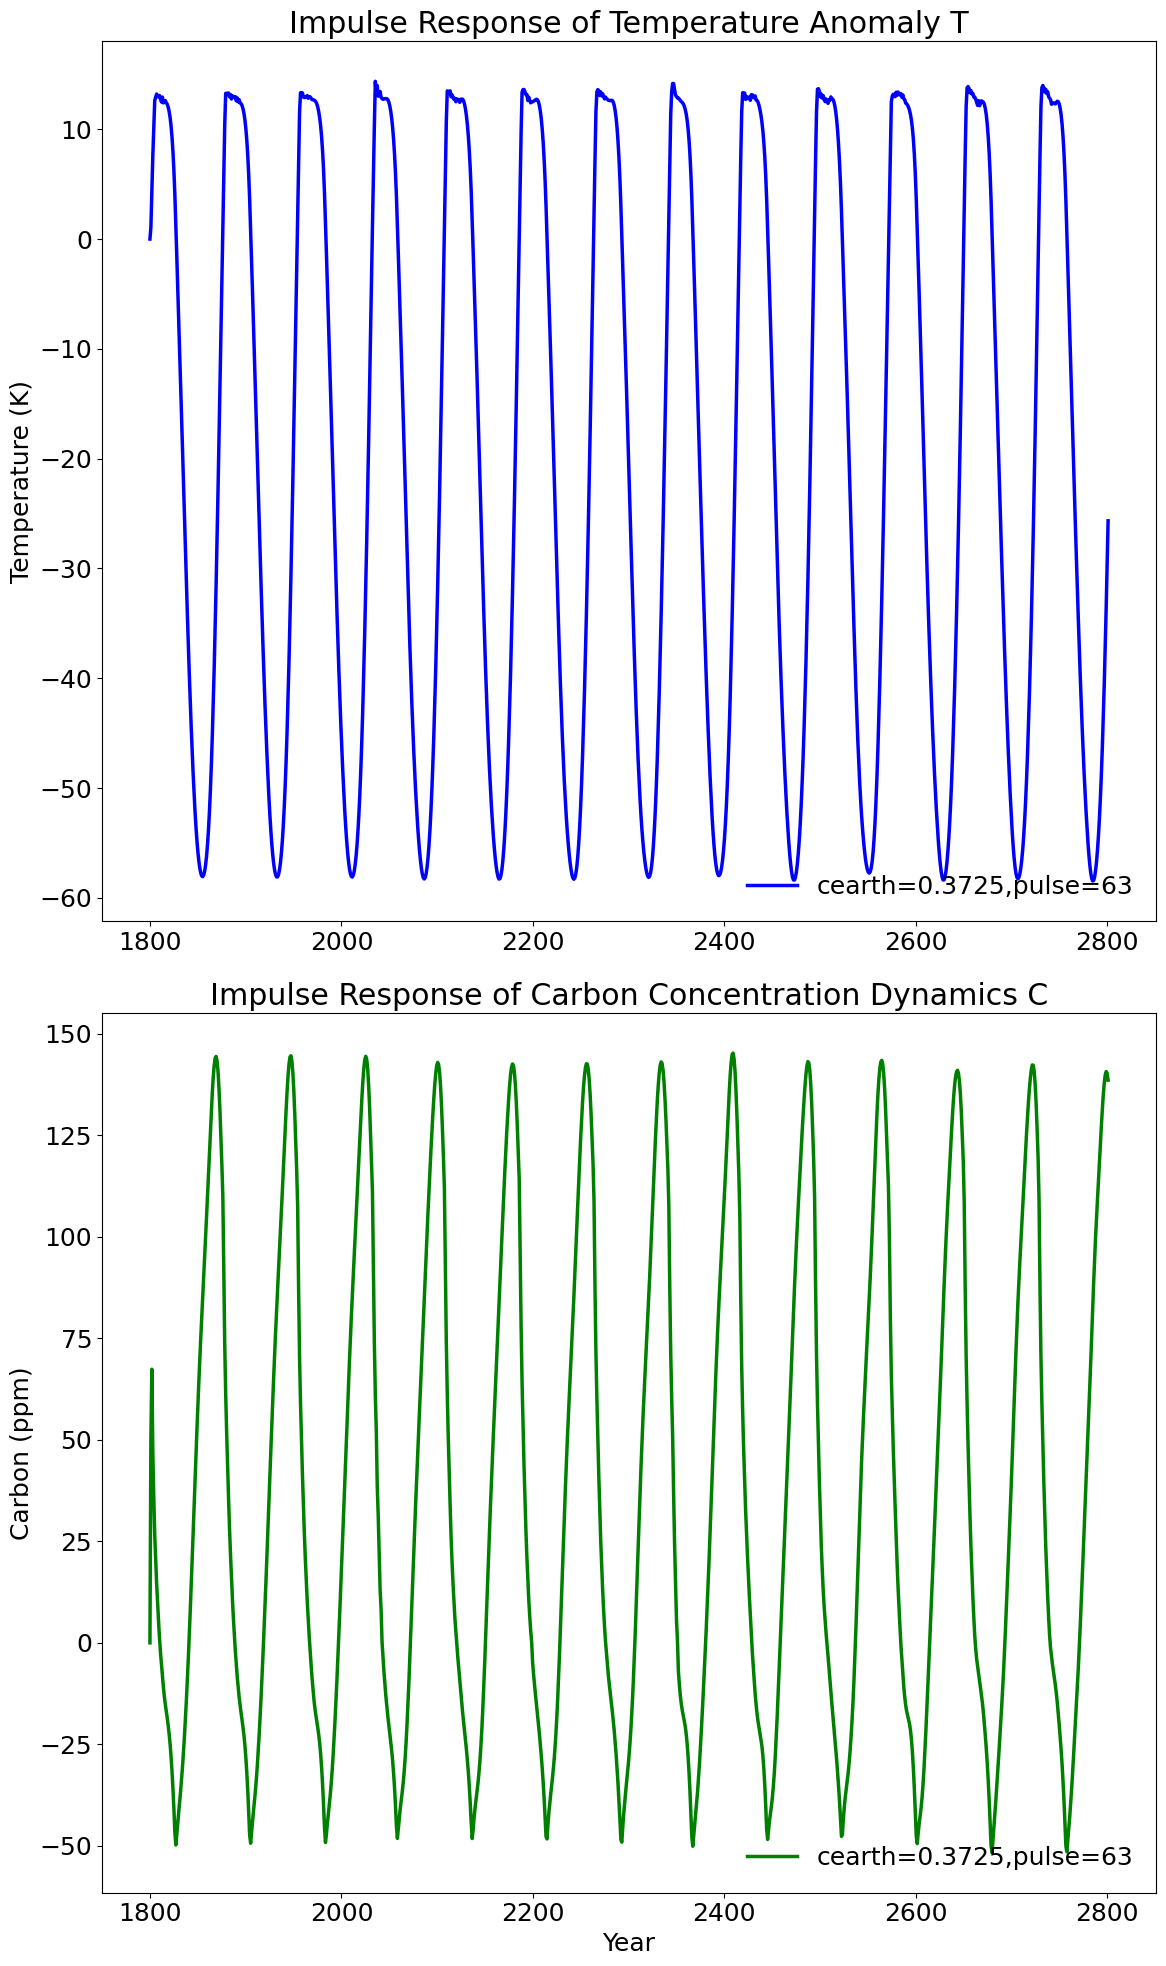 Impulse Response of Temperature Anomaly T
10
0
−10
−20
−30
−40
−50
−60
Temperature (K)
cearth=0.3725,pulse=63
1800 2000 2200 2400 2600 2800
Impulse Response of Carbon Concentration Dynamics C
150
125
100
75
50
25
0
−25
−50
Carbon (ppm)
cearth=0.3725,pulse=63
1800 2000 2200 2400 2600 2800
Year